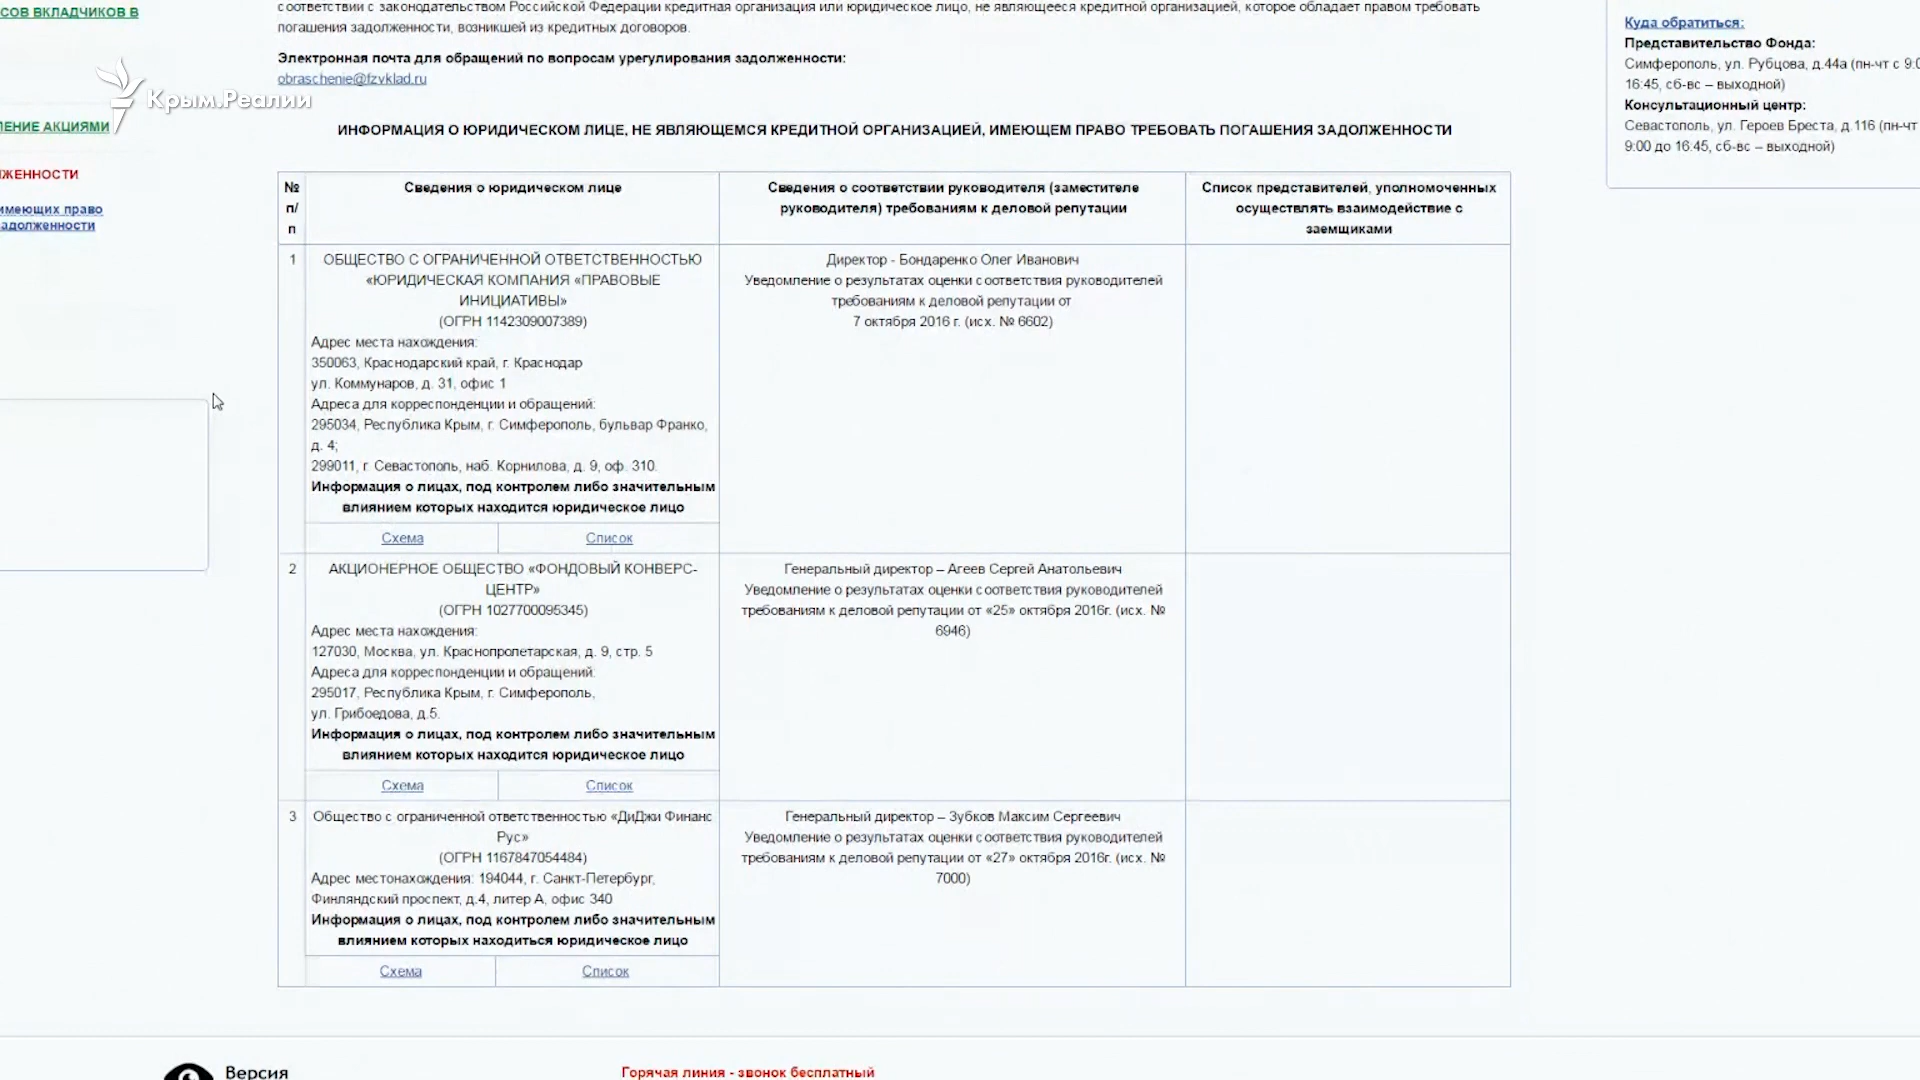 СОВ ВКЛАДЧИКОВ В
ЛЕНИЕ АКЦИЯМИ
ЖЕННОСТИ
имеющих право
адолженности
Крым.Реалии
соответствии с законодательством Российской Федерации кредитная организация или юридическое лицо, не являющееся кредитной организацией, которое обладает правом требовать
погашения задолженности, возникшей из кредитных договоров.
Электронная почта для обращений по вопросам урегулирования задолженности:
obraschenie@fzvklad.ru
ИНФОРМАЦИЯ О ЮРИДИЧЕСКОМ ЛИЦЕ, НЕ ЯВЛЯЮЩЕМСЯ КРЕДИТНОЙ ОРГАНИЗАЦИЕЙ, ИМЕЮЩЕМ ПРАВО ТРЕБОВАТЬ ПОГАШЕНИЯ ЗАДОЛЖЕННОСТИ
№
п/
п
Сведения о юридическом лице
Сведения о соответствии руководителя (заместителе
руководителя) требованиям к деловой репутации
Список представителей, уполномоченных
осуществлять взаимодействие с
заемщиками
1
ОБЩЕСТВО С ОГРАНИЧЕННОЙ ОТВЕТСТВЕННОСТЬЮ
«ЮРИДИЧЕСКАЯ КОМПАНИЯ «ПРАВОВЫЕ
ИНИЦИАТИВЫ»
(ОГРН 1142309007389)
Адрес места нахождения:
350063, Краснодарский край, г. Краснодар
ул. Коммунаров, д. 31, офис 1
Адреса для корреспонденции и обращений:
295034, Республика Крым, г. Симферополь, бульвар Франко,
д. 4;
299011, г. Севастополь, наб. Корнилова, д. 9, оф. 310.
Информация о лицах, под контролем либо значительным
влиянием которых находится юридическое лицо
Схема
Список
Директор - Бондаренко Олег Иванович
Уведомление о результатах оценки соответствия руководителей
требованиям к деловой репутации от
7 октября 2016 г. (исх. № 6602)
2
АКЦИОНЕРНОЕ ОБЩЕСТВО «ФОНДОВЫЙ КОНВЕРС-
ЦЕНТР»
(ОГРН 1027700095345)
Адрес места нахождения:
127030, Москва, ул. Краснопролетарская, д. 9, стр. 5
Адреса для корреспонденции и обращений:
295017, Республика Крым, г. Симферополь,
ул. Грибоедова, д.5.
Информация о лицах, под контролем либо значительным
влиянием которых находится юридическое лицо
Схема
Список
Генеральный директор – Агеев Сергей Анатольевич
Уведомление о результатах оценки соответствия руководителей
требованиям к деловой репутации от «25» октября 2016г. (исх. №
6946)
3
Общество с ограниченной ответственностью «ДиДжи Финанс
Рус»
(ОГРН 1167847054484)
Адрес местонахождения: 194044, г. Санкт-Петербург,
Финляндский проспект, д.4, литер А, офис 340
Информация о лицах, под контролем либо значительным
влиянием которых находиться юридическое лицо
Схема
Список
Генеральный директор – Зубков Максим Сергеевич
Уведомление о результатах оценки соответствия руководителей
требованиям к деловой репутации от «27» октября 2016г. (исх. №
7000)
Куда обратиться:
Представительство Фонда:
Симферополь, ул. Рубцова, д.44а (пн-чт с 9:0
16:45, сб-вс – выходной)
Консультационный центр:
Севастополь, ул. Героев Бреста, д.116 (пн-чт
9:00 до 16:45, сб-вс – выходной)
Версия
Горячая линия - звонок бесплатный